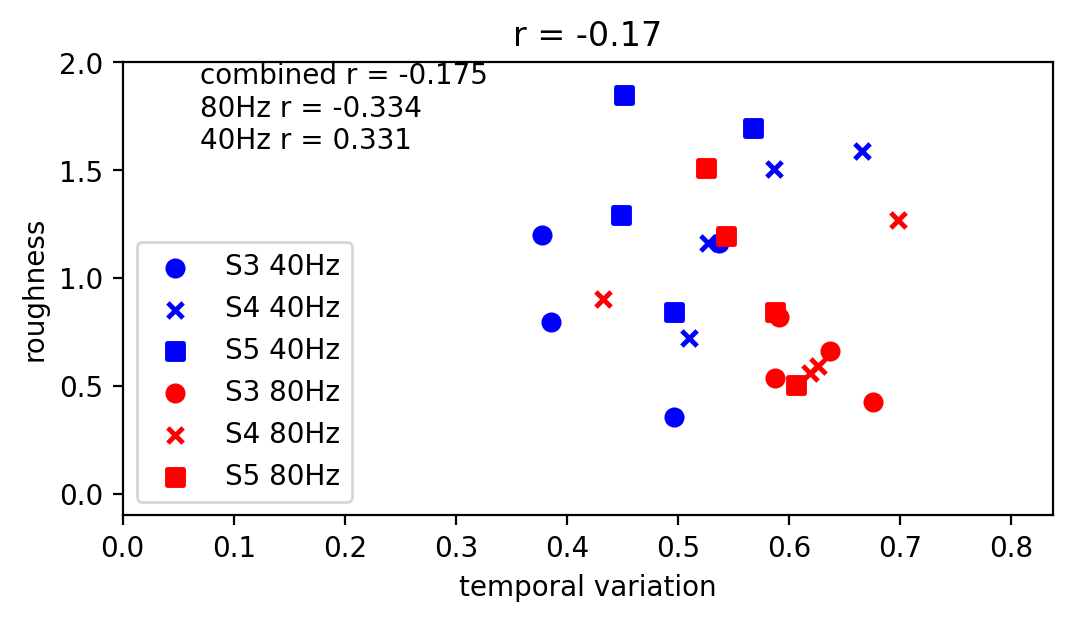 r = -0.17
combined r = -0.175
80Hz r = -0.334
40Hz r = 0.331
2.0
1.5
1.0
0.5
0.0
roughness
S3 40Hz
S4 40Hz
S5 40Hz
S3 80Hz
S4 80Hz
S5 80Hz
0.0 0.1 0.2 0.3 0.4 0.5 0.6 0.7 0.8
temporal variation